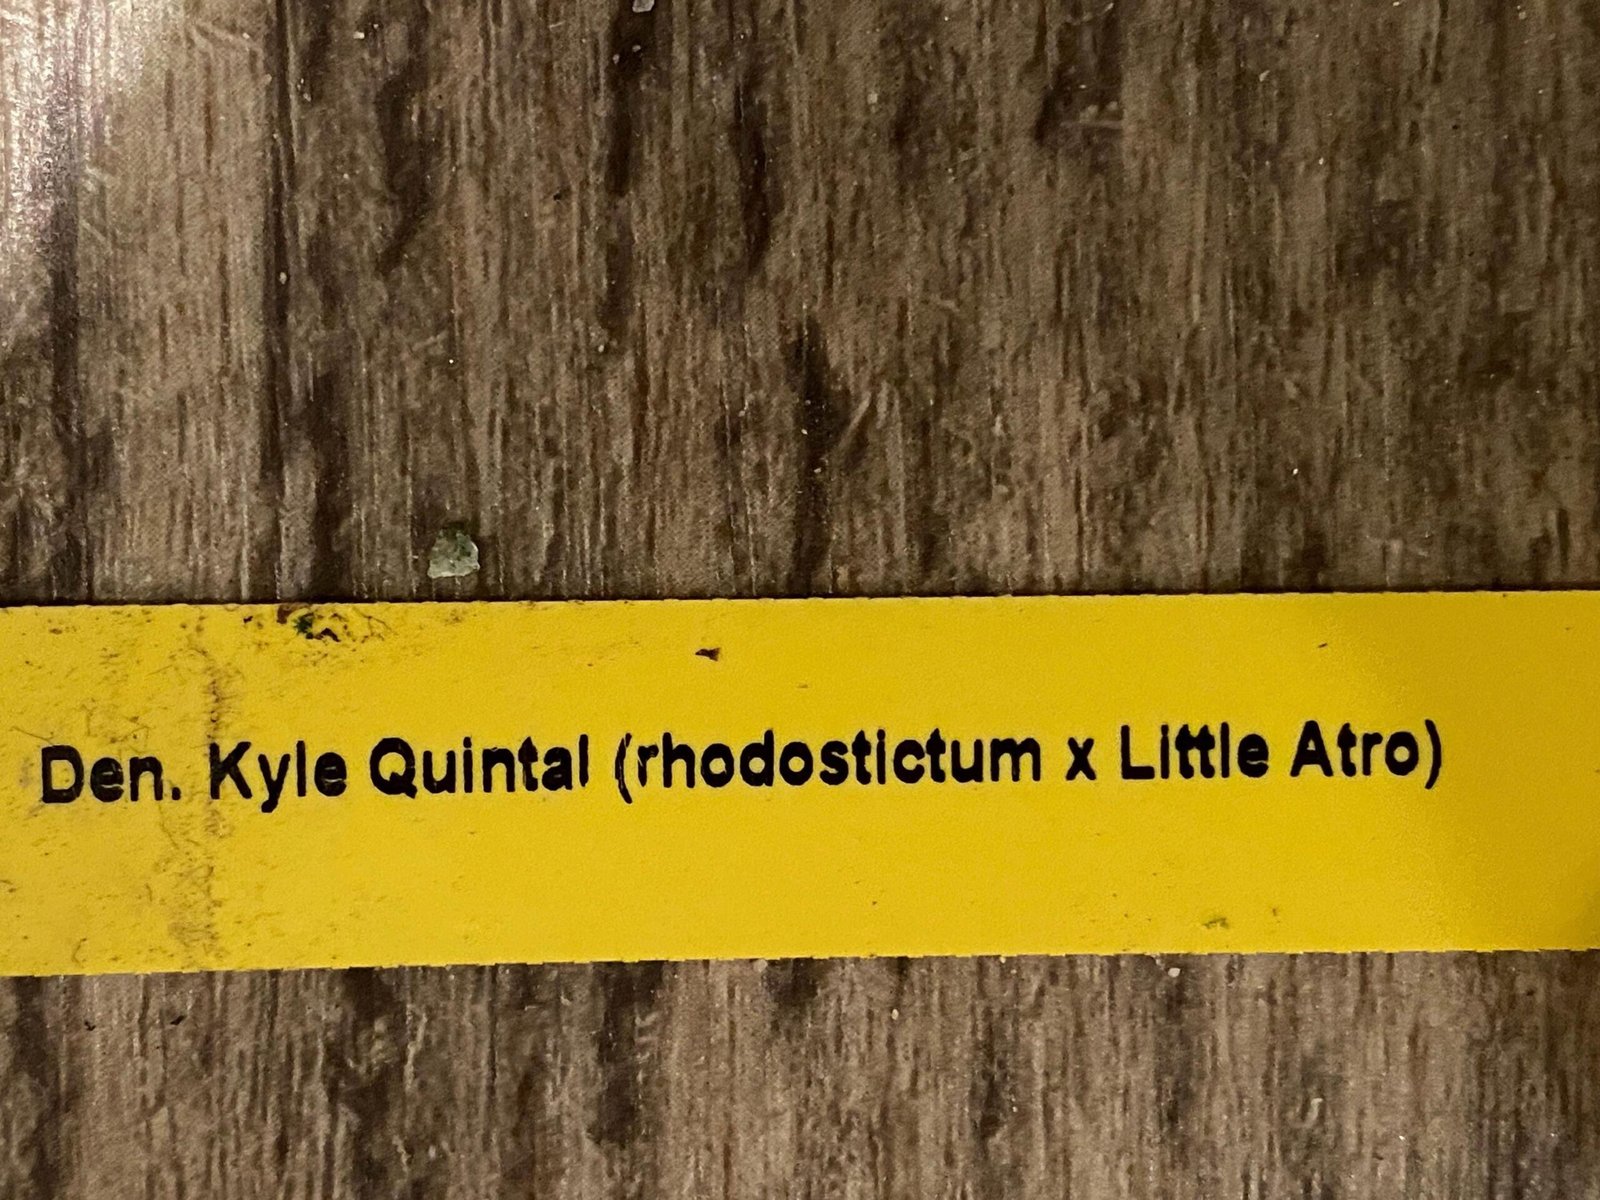 Den. Kyle Quintal (rhodostictum x Little Atro)